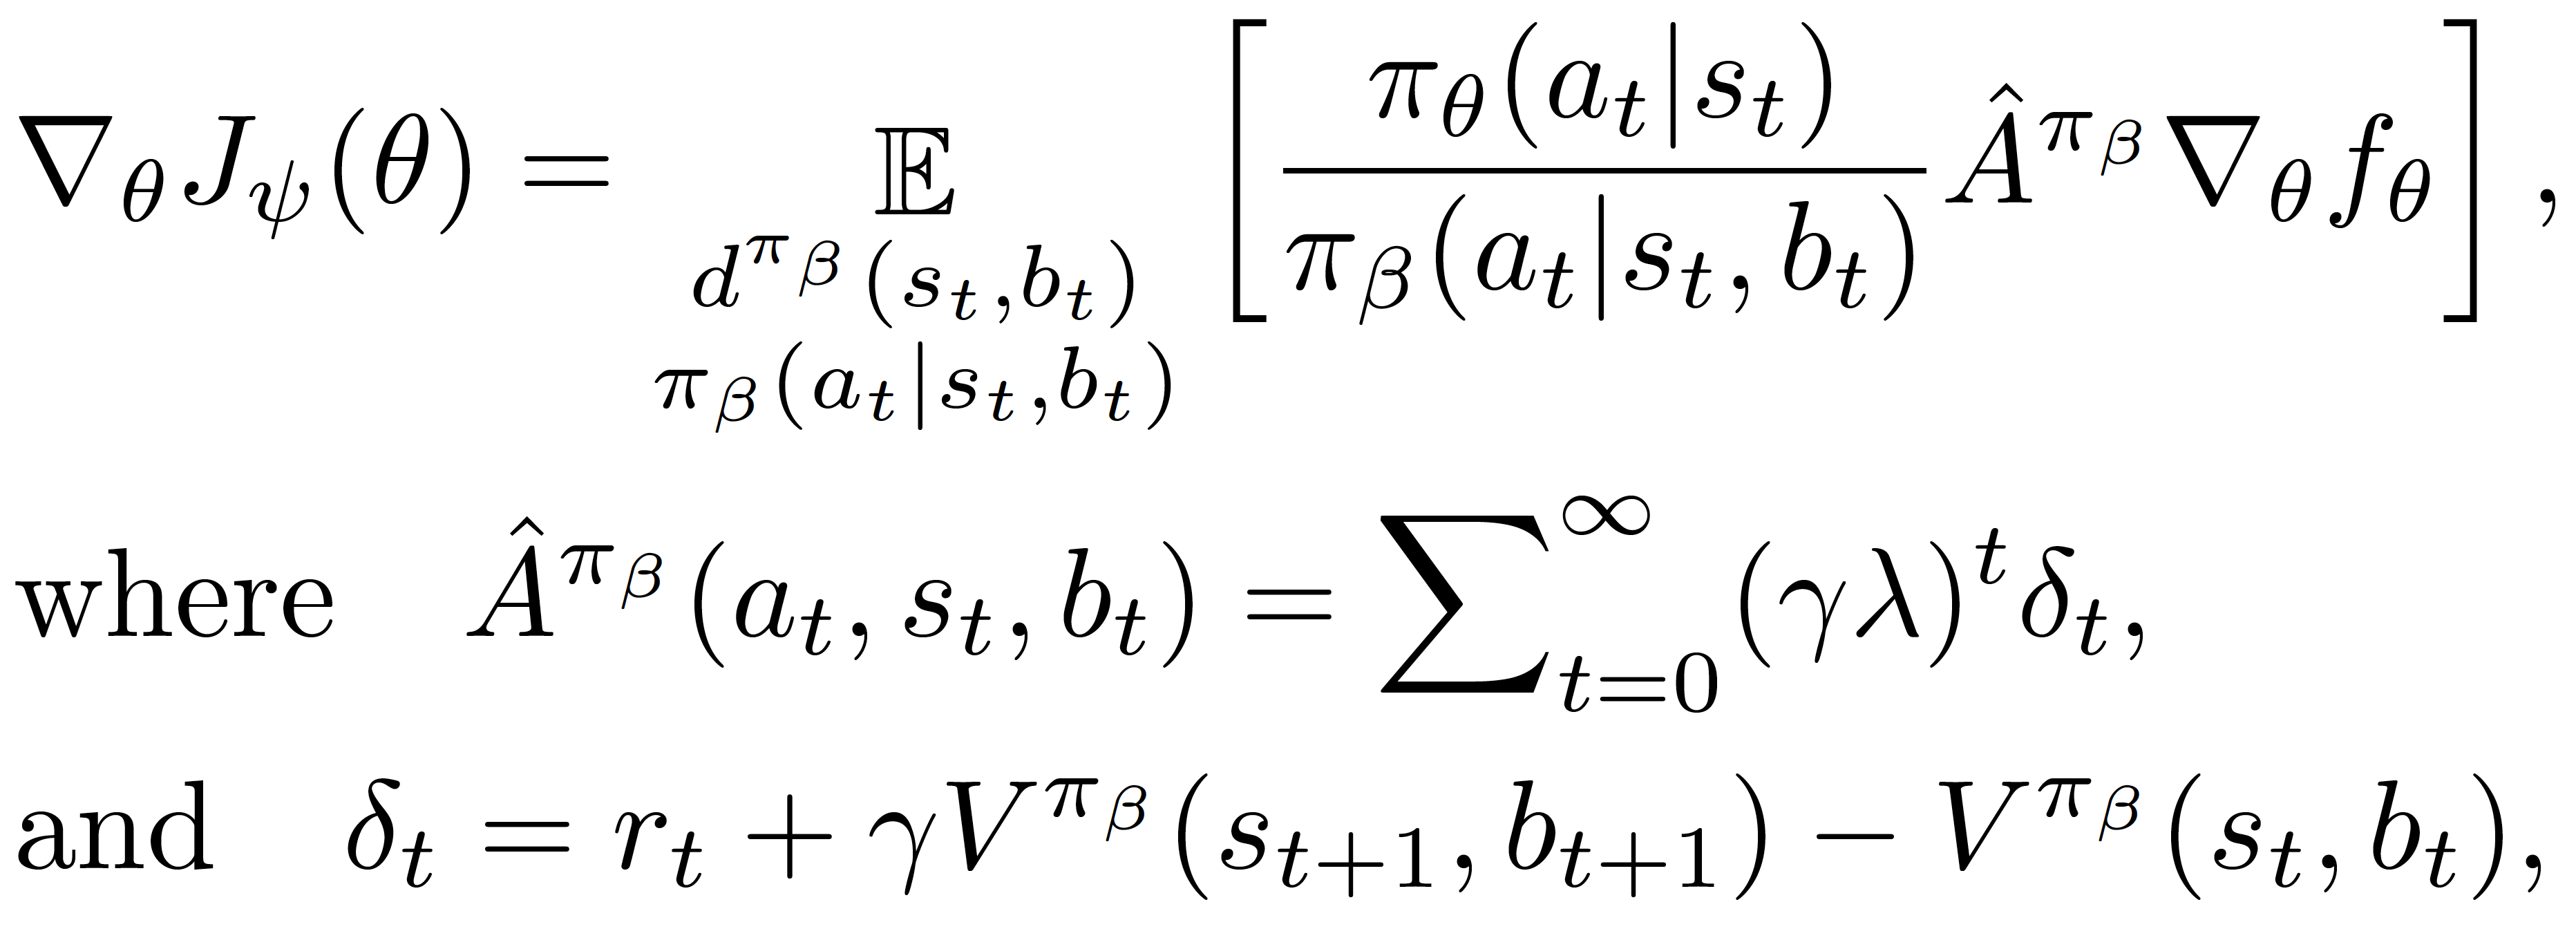 ∇_θ J_ψ(θ) = 𝔼_{d^{π_β}(s_t,b_t) π_β(a_t|s_t,b_t)} [ \frac{π_θ(a_t|s_t)}{π_β(a_t|s_t, b_t)} Â^{π_β} ∇_θ f_θ ] ,
where Â^{π_β}(a_t, s_t, b_t) = ∑_{t=0}^{∞} (γλ)^t δ_t,
and δ_t = r_t + γV^{π_β}(s_{t+1}, b_{t+1}) − V^{π_β}(s_t, b_t),